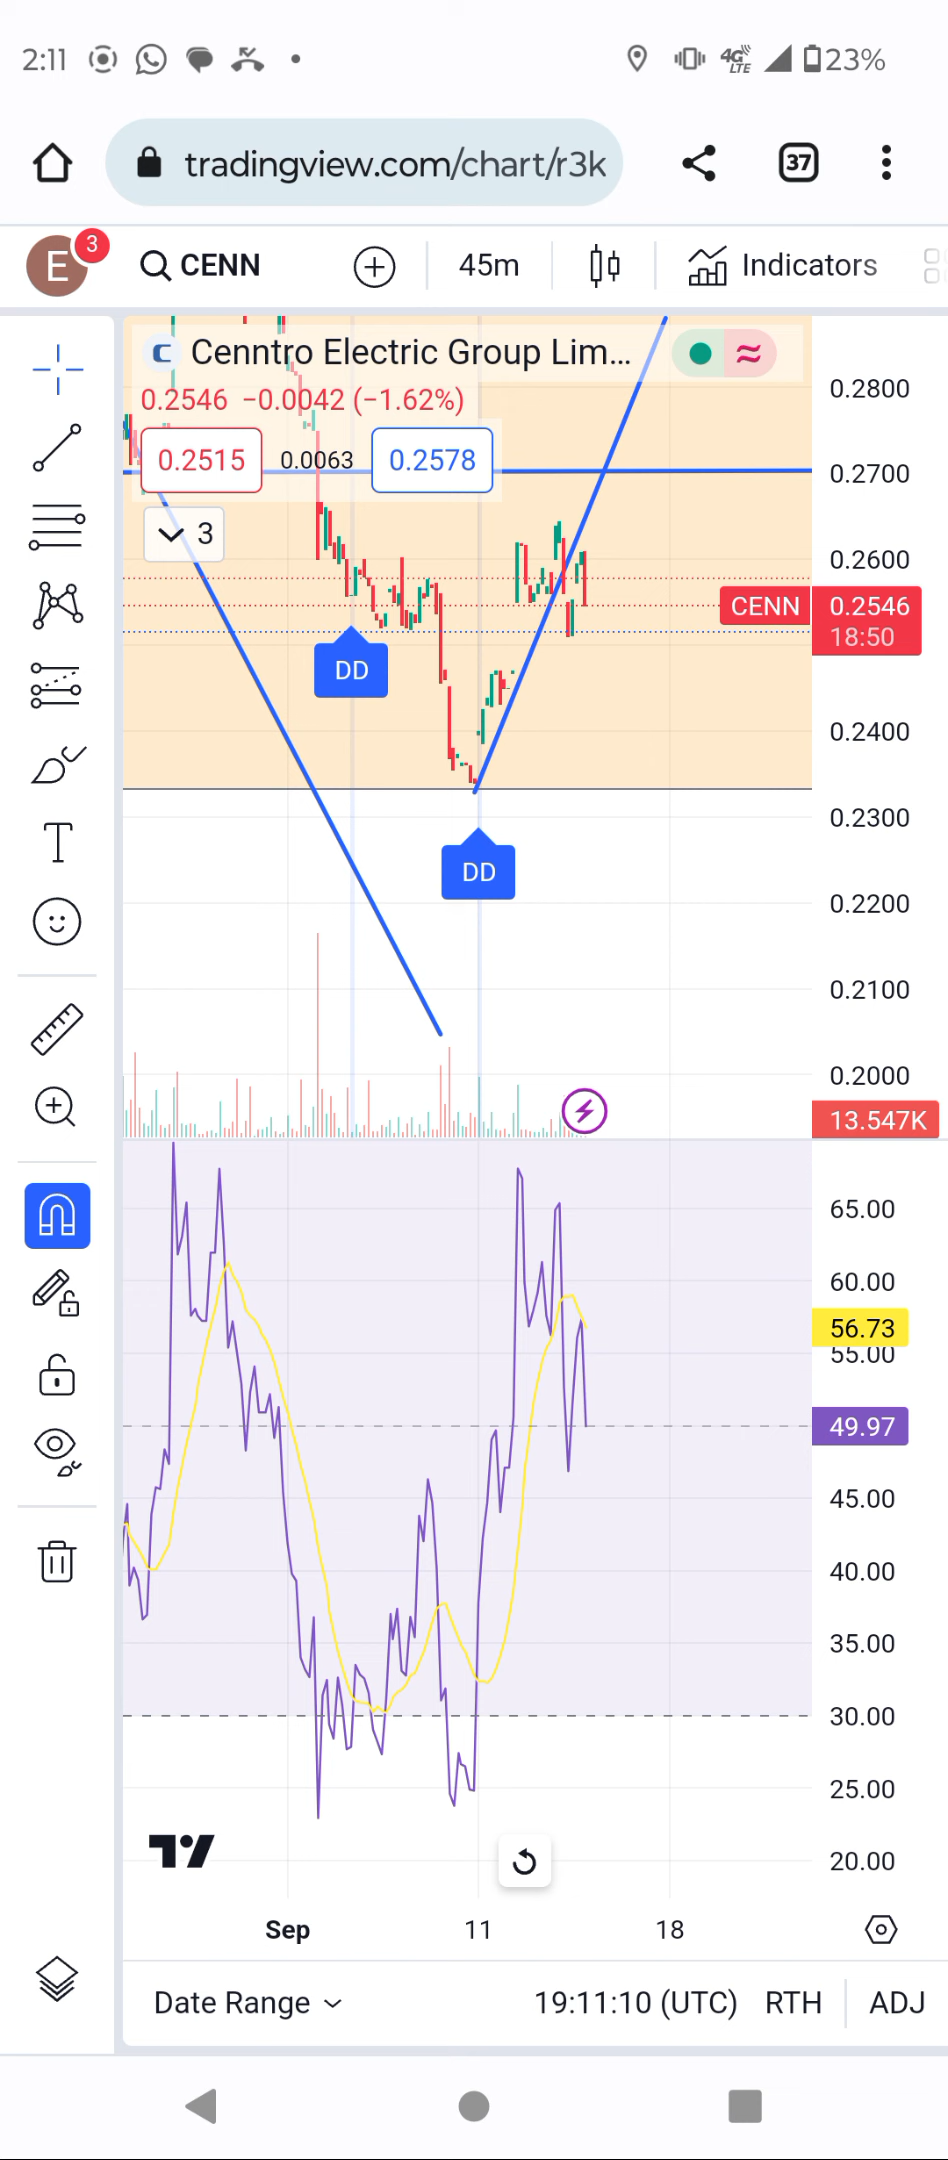 2:11 4G LTE 23%
tradingview.com/chart/r3k 37
E 3 CENN 45m Indicators
C Cenntro Electric Group Lim...
0.2546 −0.0042 (−1.62%)
0.2515 0.0063 0.2578
3
0.2800
0.2700
0.2600
CENN 0.2546
18:50
DD
0.2400
0.2300
DD
0.2200
0.2100
0.2000
13.547K
65.00
60.00
56.73
55.00
49.97
45.00
40.00
35.00
30.00
25.00
20.00
Sep 11 18
Date Range 19:11:10 (UTC) RTH ADJ